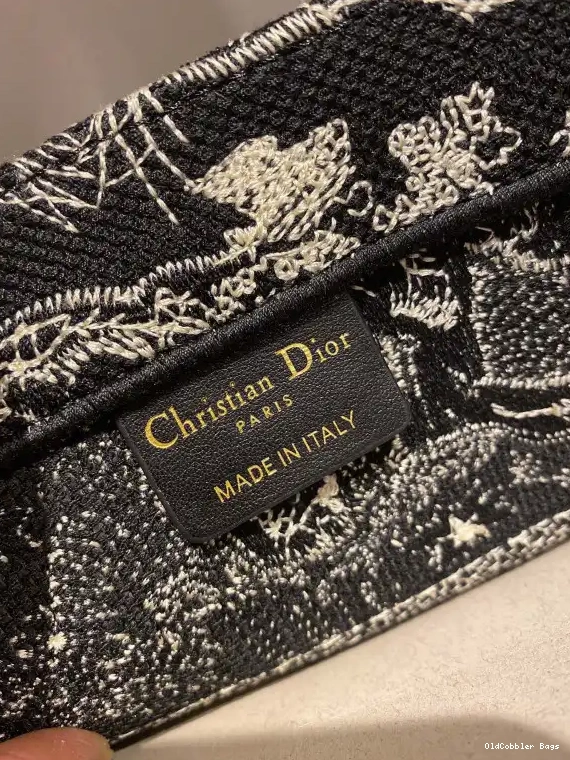 Christian Dior
PARIS
MADE IN ITALY
OldCobbler Bags